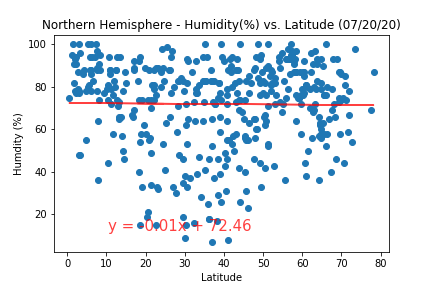 Northern Hemisphere - Humidity(%) vs. Latitude (07/20/20)
100
80
60
40
20
Humdity (%)
y = -0.01x + 72.46
0 10 20 30 40 50 60 70 80
Latitude